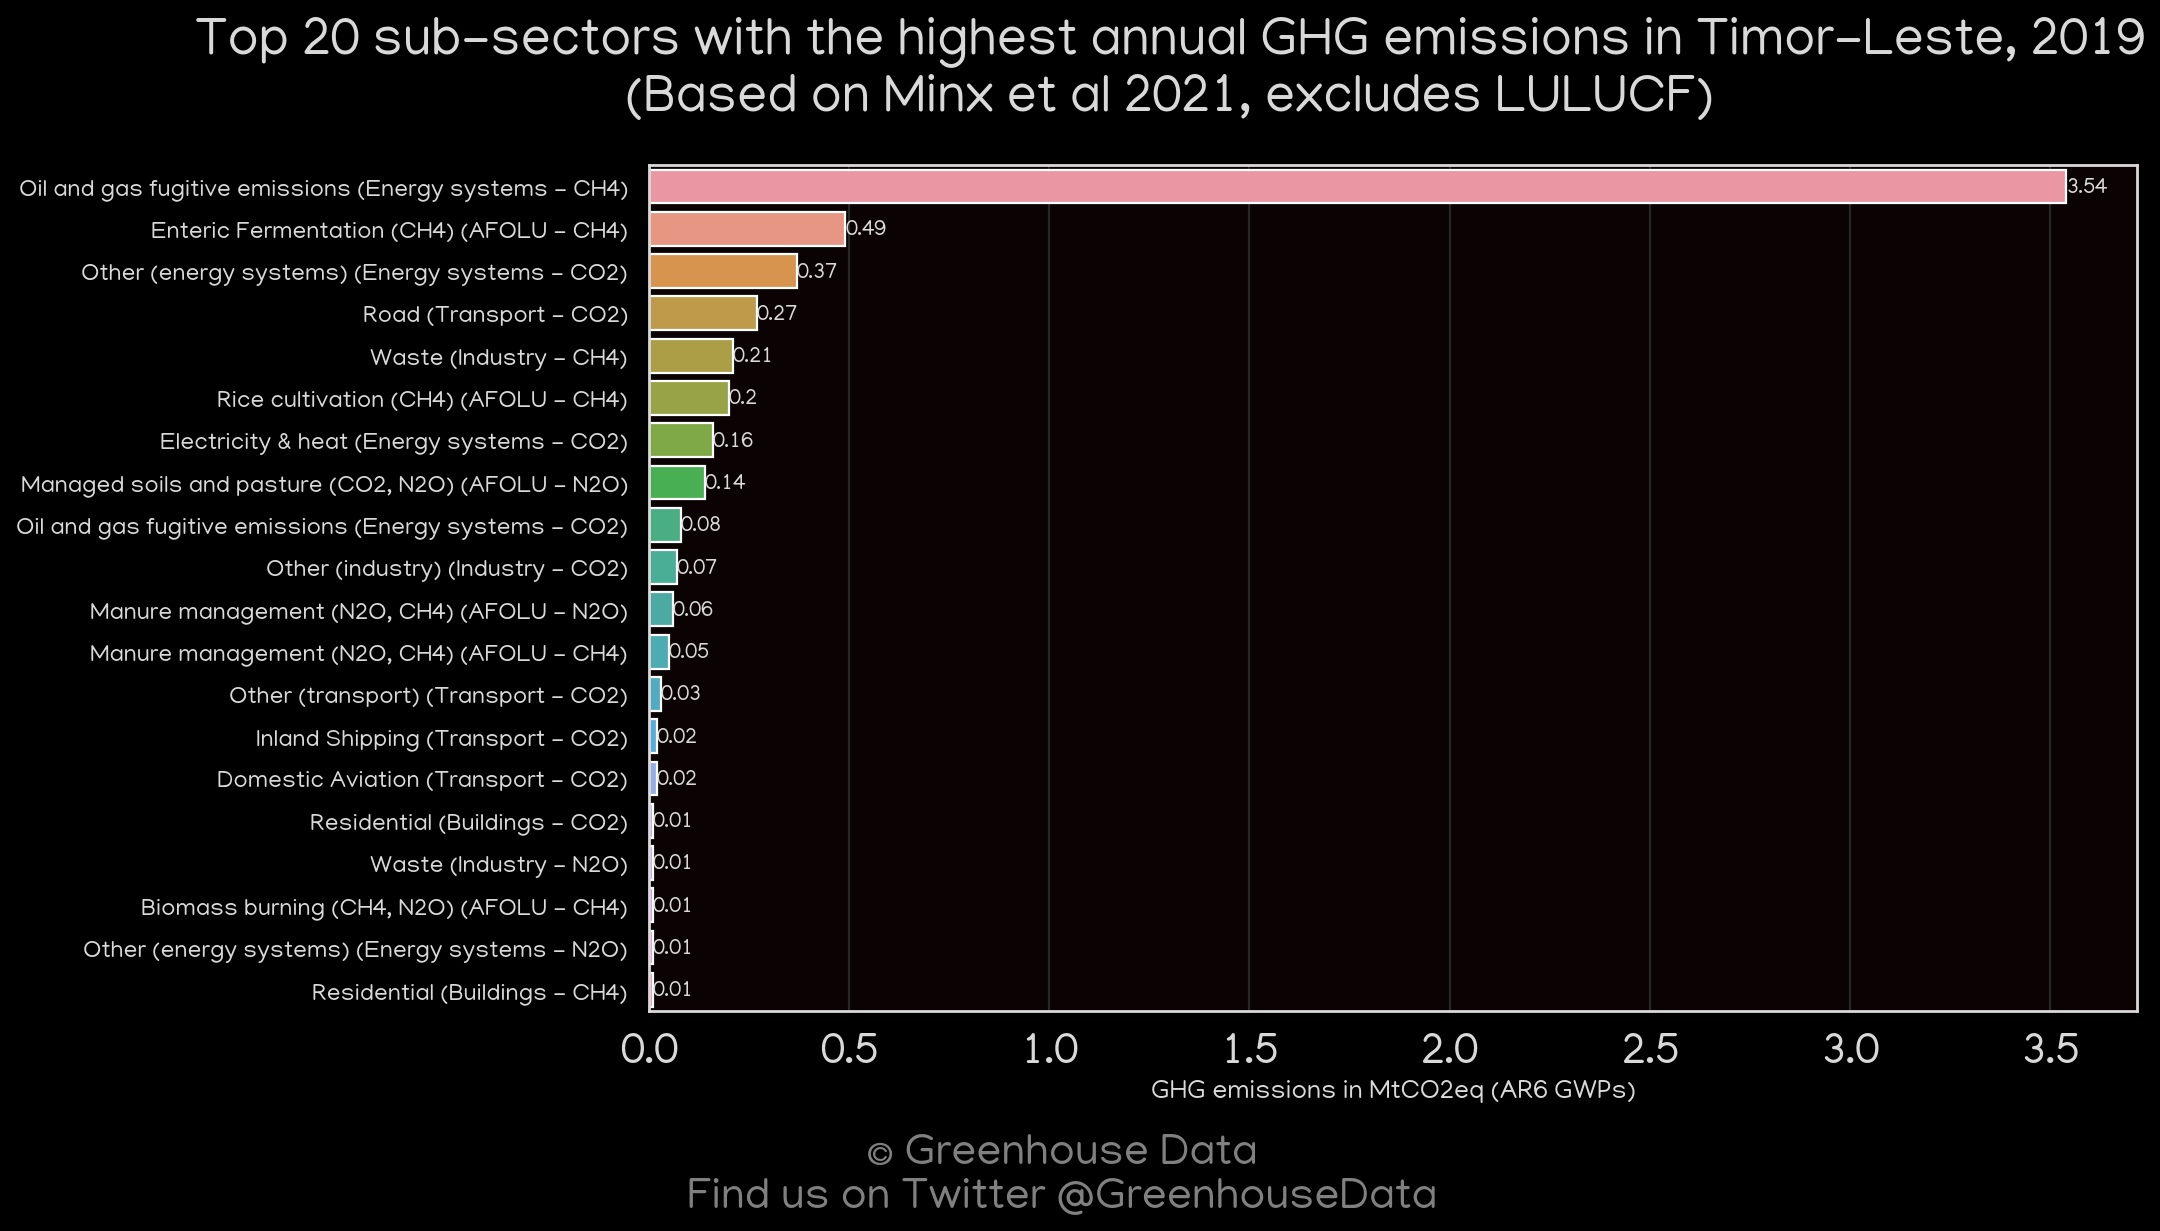 Top 20 sub-sectors with the highest annual GHG emissions in Timor-Leste, 2019
(Based on Minx et al 2021, excludes LULUCF)
Oil and gas fugitive emissions (Energy systems - CH4) 3.54
Enteric Fermentation (CH4) (AFOLU - CH4) 0.49
Other (energy systems) (Energy systems - CO2) 0.37
Road (Transport - CO2) 0.27
Waste (Industry - CH4) 0.21
Rice cultivation (CH4) (AFOLU - CH4) 0.2
Electricity & heat (Energy systems - CO2) 0.16
Managed soils and pasture (CO2, N2O) (AFOLU - N2O) 0.14
Oil and gas fugitive emissions (Energy systems - CO2) 0.08
Other (industry) (Industry - CO2) 0.07
Manure management (N2O, CH4) (AFOLU - N2O) 0.06
Manure management (N2O, CH4) (AFOLU - CH4) 0.05
Other (transport) (Transport - CO2) 0.03
Inland Shipping (Transport - CO2) 0.02
Domestic Aviation (Transport - CO2) 0.02
Residential (Buildings - CO2) 0.01
Waste (Industry - N2O) 0.01
Biomass burning (CH4, N2O) (AFOLU - CH4) 0.01
Other (energy systems) (Energy systems - N2O) 0.01
Residential (Buildings - CH4) 0.01
0.0 0.5 1.0 1.5 2.0 2.5 3.0 3.5
GHG emissions in MtCO2eq (AR6 GWPs)
© Greenhouse Data
Find us on Twitter @GreenhouseData